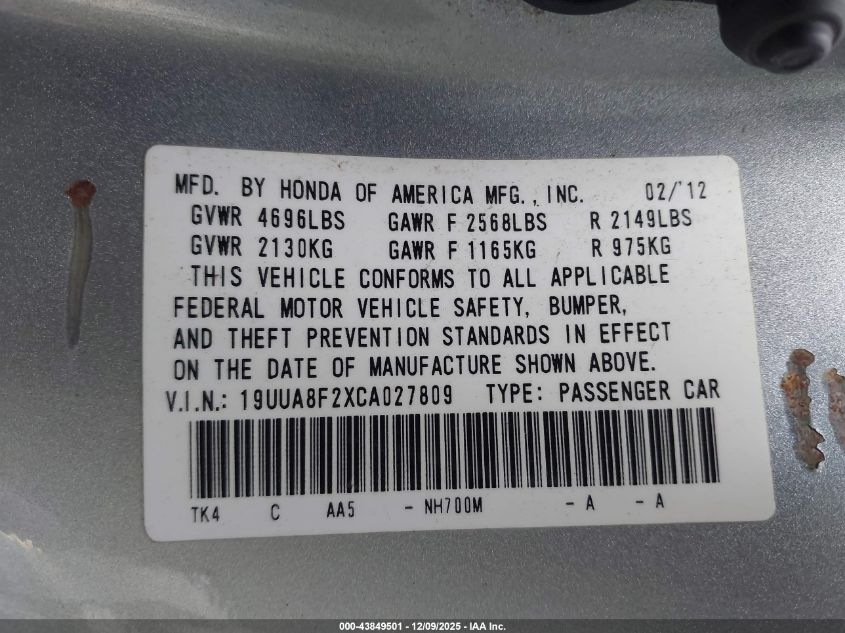 MFD. BY HONDA OF AMERICA MFG., INC. 02/'12
GVWR 4696LBS GAWR F 2568LBS R 2149LBS
GVWR 2130KG GAWR F 1165KG R 975KG
THIS VEHICLE CONFORMS TO ALL APPLICABLE
FEDERAL MOTOR VEHICLE SAFETY, BUMPER,
AND THEFT PREVENTION STANDARDS IN EFFECT
ON THE DATE OF MANUFACTURE SHOWN ABOVE.
V.I.N.: 19UUA8F2XCA027809 TYPE: PASSENGER CAR
TK4 C AA5 - NH700M - A - A
000-43849501 - 12/09/2025 - IAA Inc.